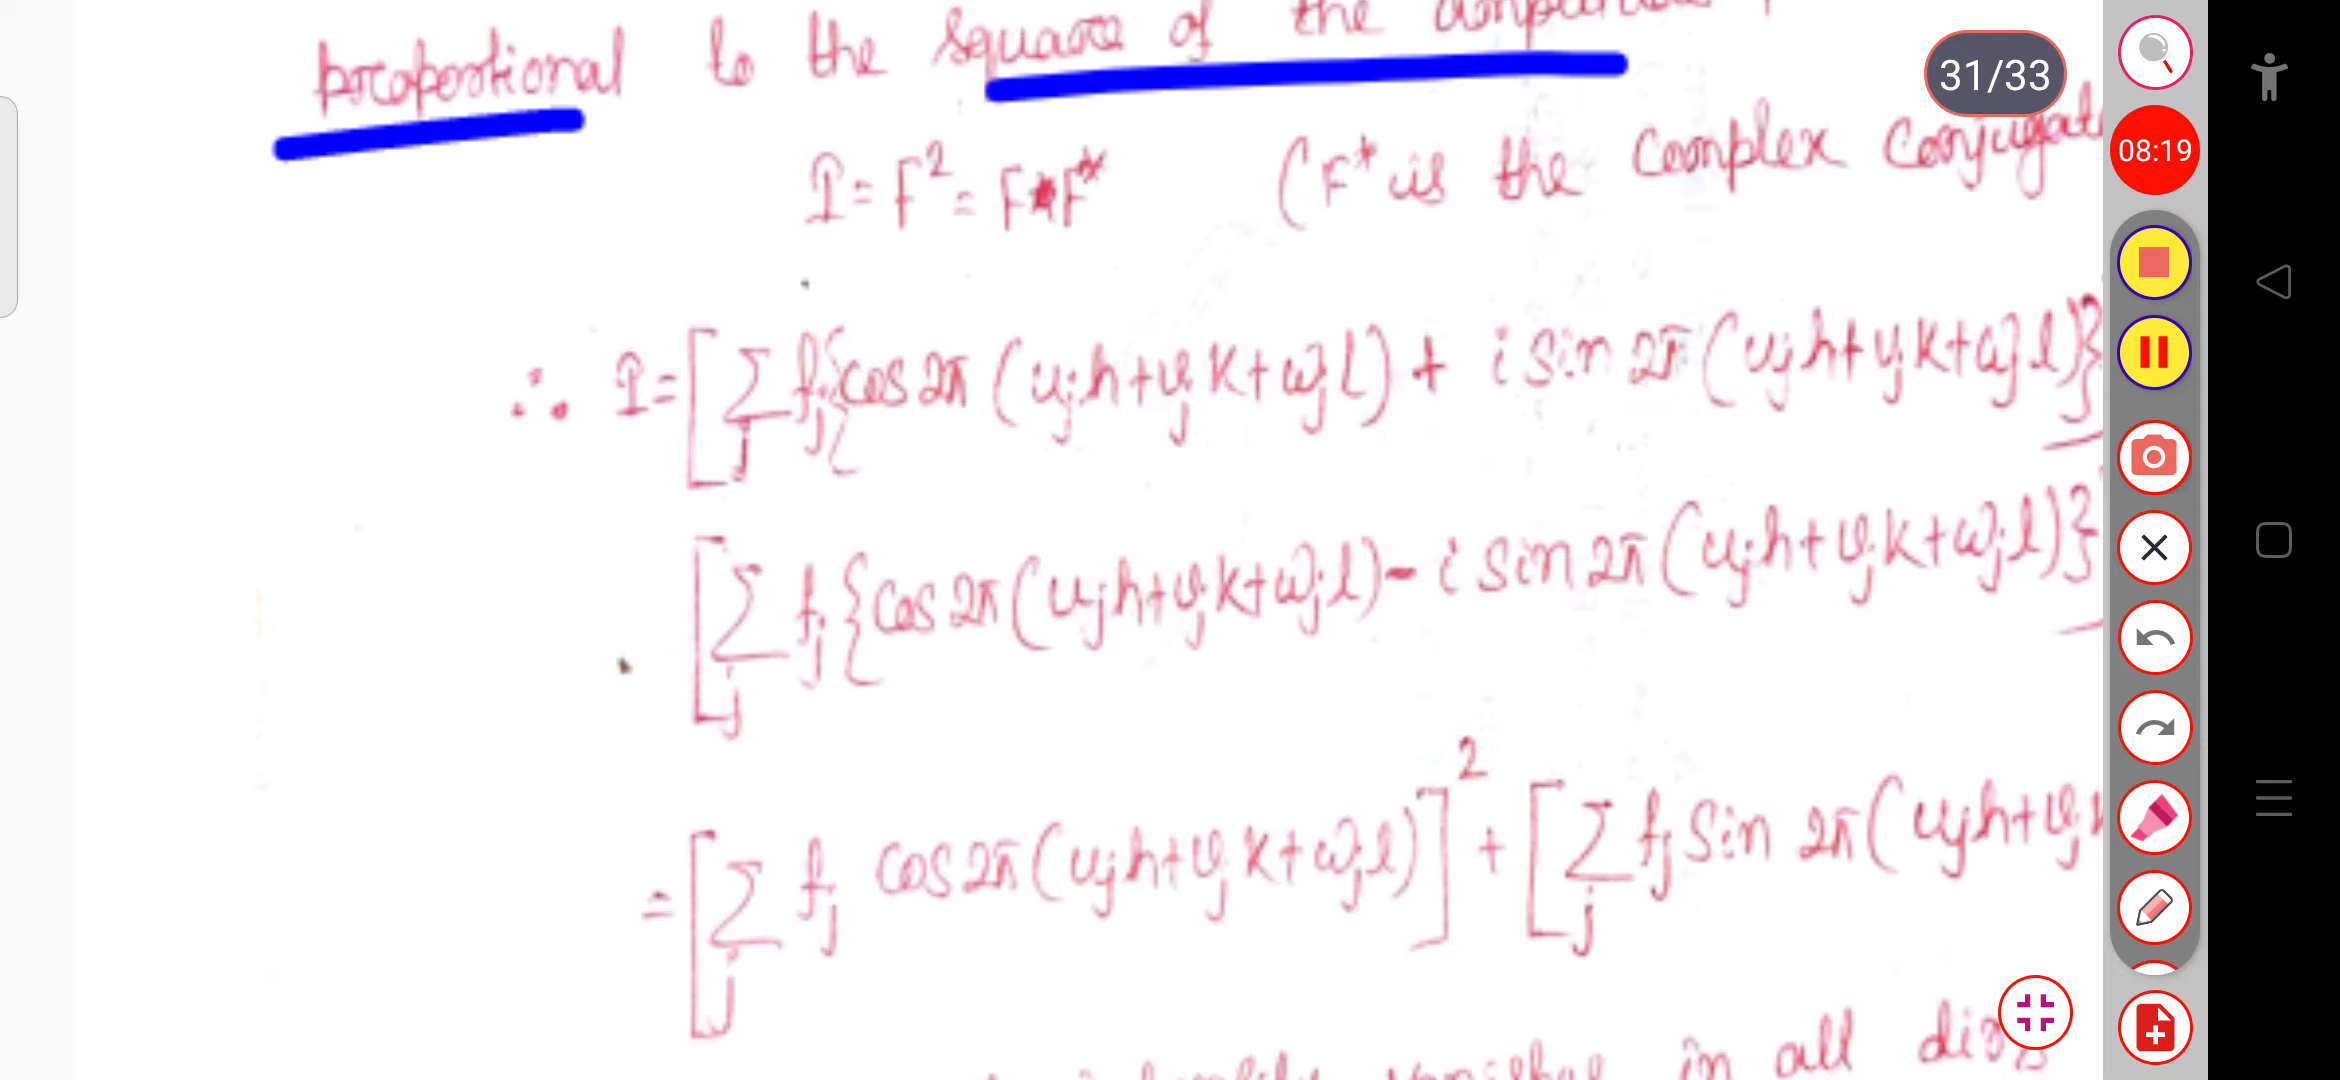 proportional to the square of the
31/33
I = F² = F*F* (F* is the complex conjugat
08:19
∴ I = [Σj fj{cos 2π (ujh+vjk+wjl) + i sin 2π (ujh+vjk+wjl)}
[Σj fj{cos 2π (ujh+vjk+wjl) - i sin 2π (ujh+vjk+wjl)}
= [Σj fj cos 2π (ujh+vjk+wjl)]² + [Σj fj sin 2π (ujh+vj
in all